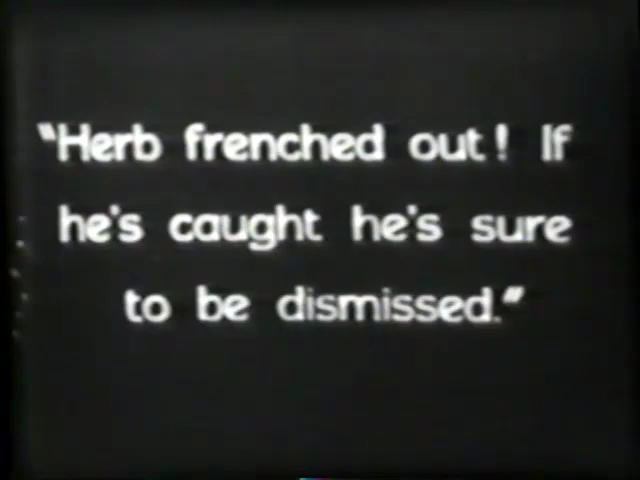 "Herb frenched out! If
he's caught he's sure
to be dismissed."